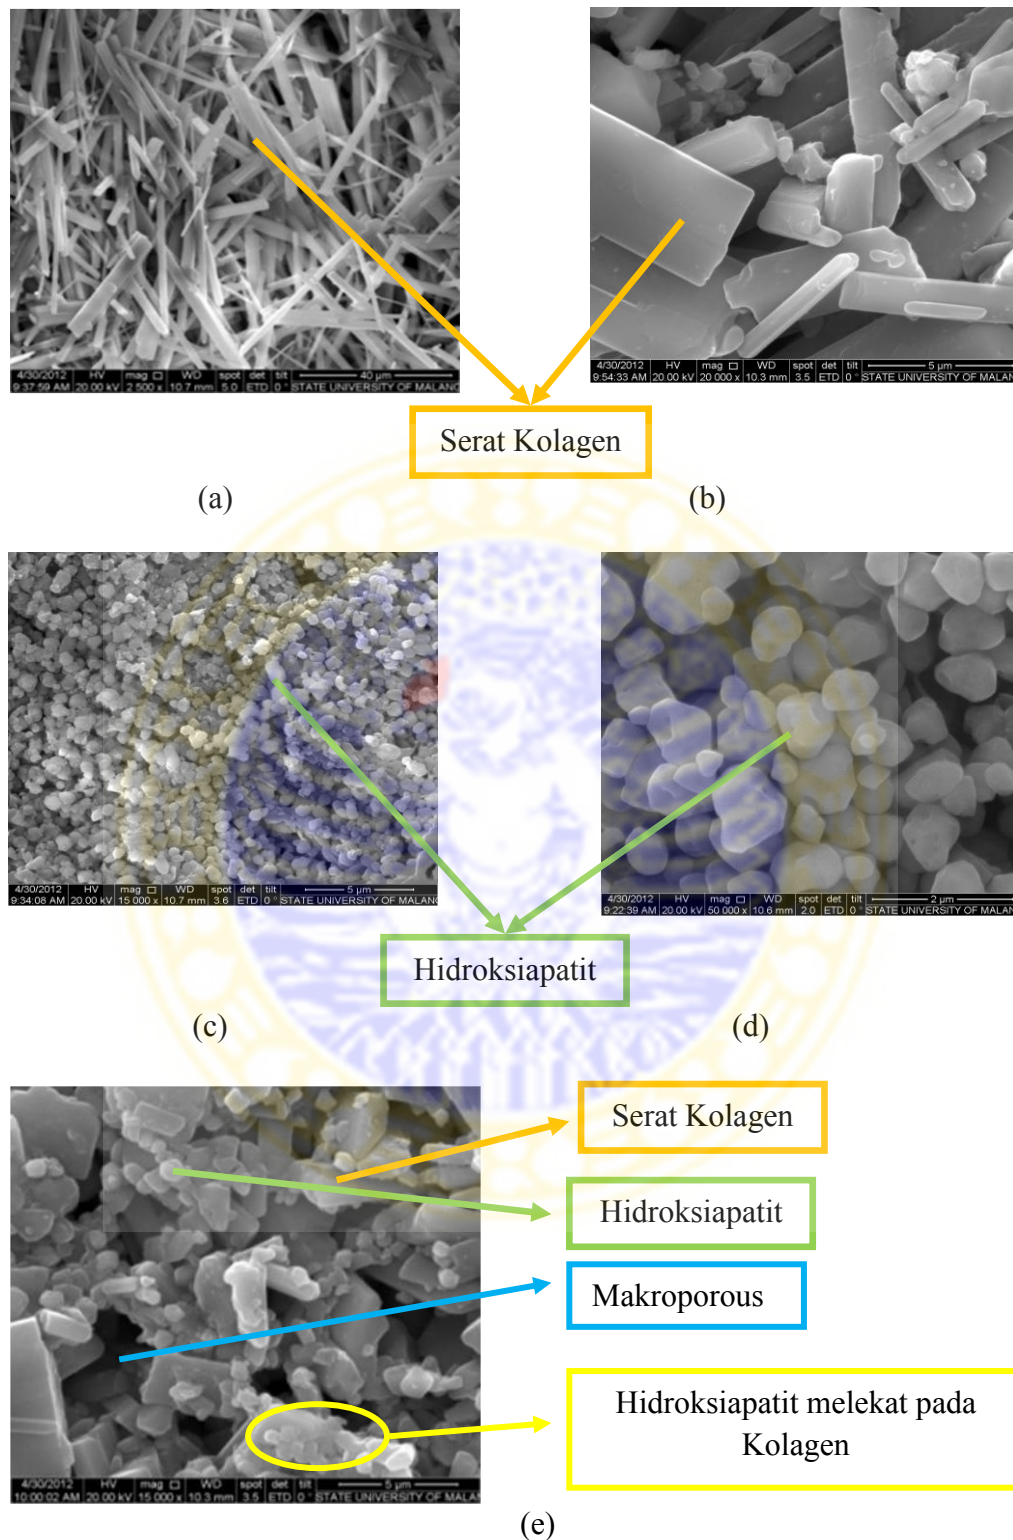 4/30/2012 HV mag WD spot det tilt 40 µm
9:37:59 AM 20.00 kV 2 500 x 10.7 mm 5.0 ETD 0 ° STATE UNIVERSITY OF MALANG
4/30/2012 HV mag WD spot det tilt 5 µm
9:54:33 AM 20.00 kV 20 000 x 10.3 mm 3.5 ETD 0 ° STATE UNIVERSITY OF MALAN
Serat Kolagen
(a) (b)
4/30/2012 HV mag WD spot det tilt 5 µm
9:34:08 AM 20.00 kV 15 000 x 10.7 mm 3.6 ETD 0 ° STATE UNIVERSITY OF MALANG
4/30/2012 HV mag WD spot det tilt 2 µm
9:22:39 AM 20.00 kV 50 000 x 10.6 mm 2.0 ETD 0 ° STATE UNIVERSITY OF MALAN
Hidroksiapatit
(c) (d)
Serat Kolagen
Hidroksiapatit
Makroporous
Hidroksiapatit melekat pada
Kolagen
4/30/2012 HV mag WD spot det tilt 5 µm
10:00:02 AM 20.00 kV 15 000 x 10.3 mm 3.5 ETD 0 ° STATE UNIVERSITY OF MALAN
(e)